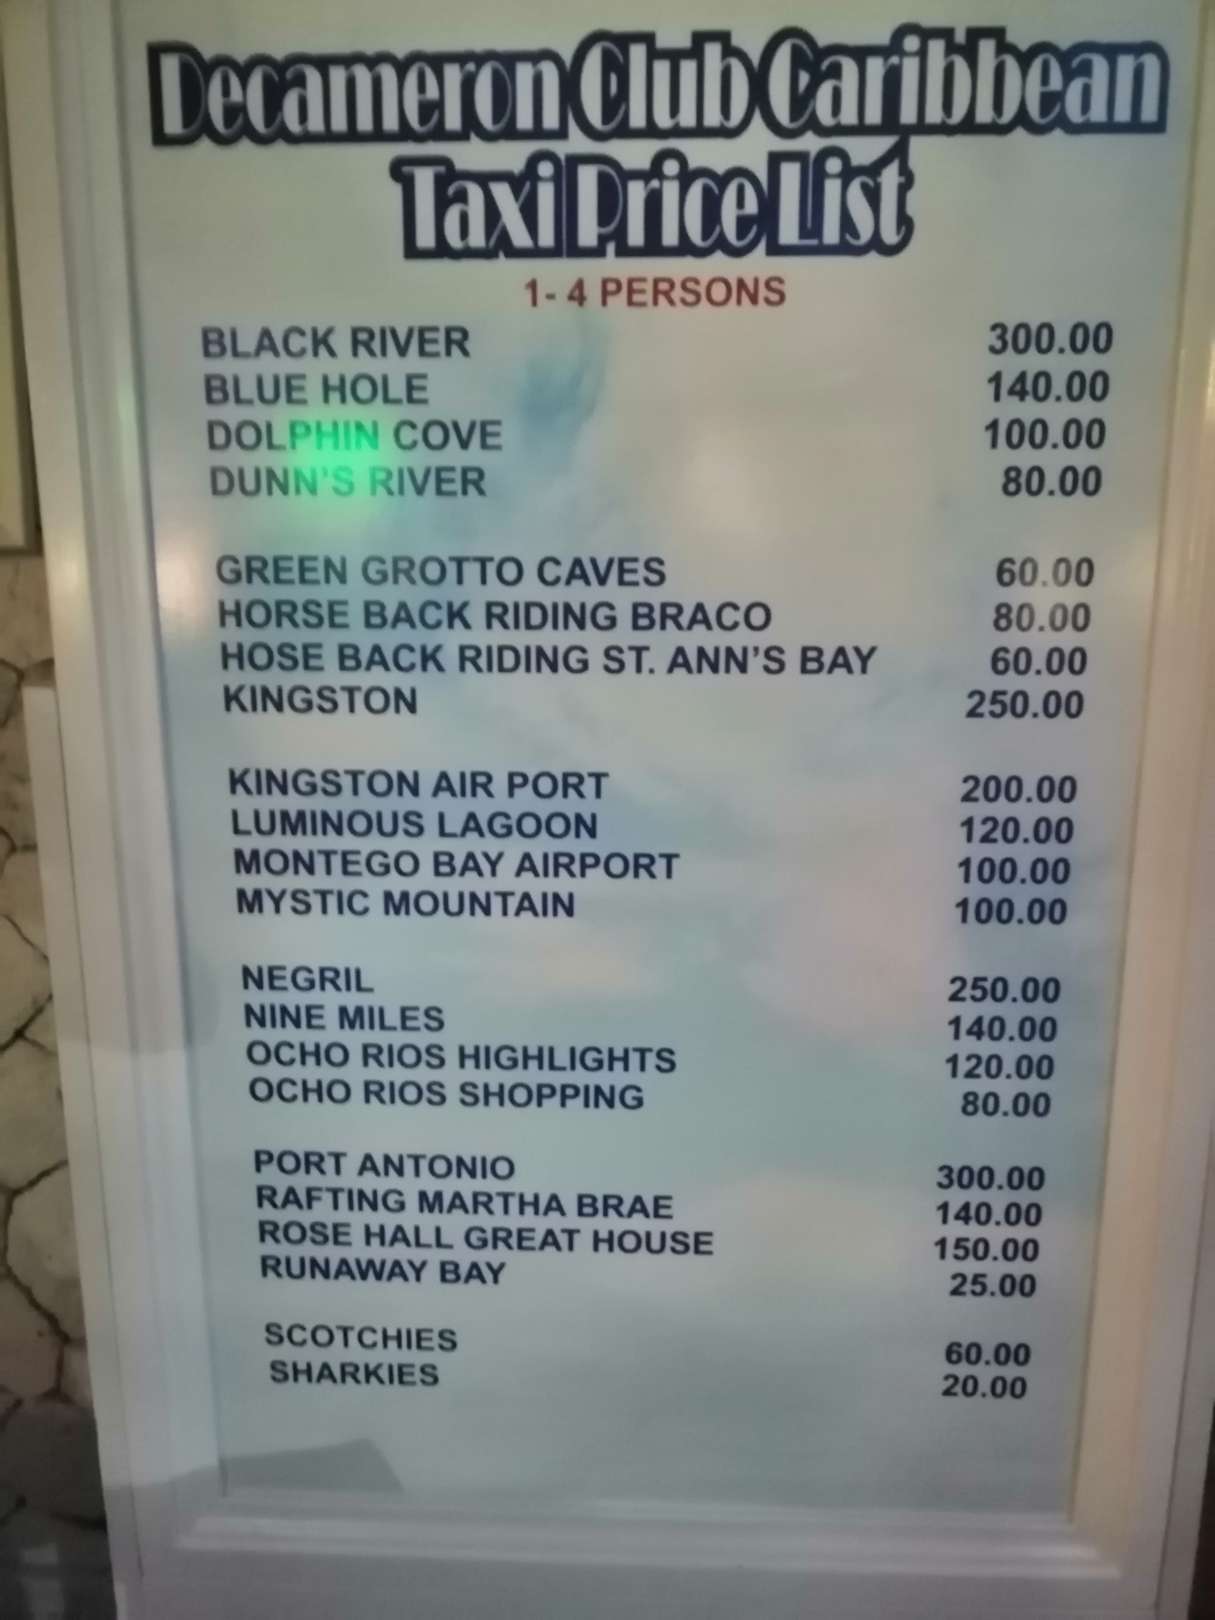 Decameron Club Caribbean
Taxi Price List
1- 4 PERSONS
BLACK RIVER 300.00
BLUE HOLE 140.00
DOLPHIN COVE 100.00
DUNN'S RIVER 80.00
GREEN GROTTO CAVES 60.00
HORSE BACK RIDING BRACO 80.00
HOSE BACK RIDING ST. ANN'S BAY 60.00
KINGSTON 250.00
KINGSTON AIR PORT 200.00
LUMINOUS LAGOON 120.00
MONTEGO BAY AIRPORT 100.00
MYSTIC MOUNTAIN 100.00
NEGRIL 250.00
NINE MILES 140.00
OCHO RIOS HIGHLIGHTS 120.00
OCHO RIOS SHOPPING 80.00
PORT ANTONIO 300.00
RAFTING MARTHA BRAE 140.00
ROSE HALL GREAT HOUSE 150.00
RUNAWAY BAY 25.00
SCOTCHIES 60.00
SHARKIES 20.00